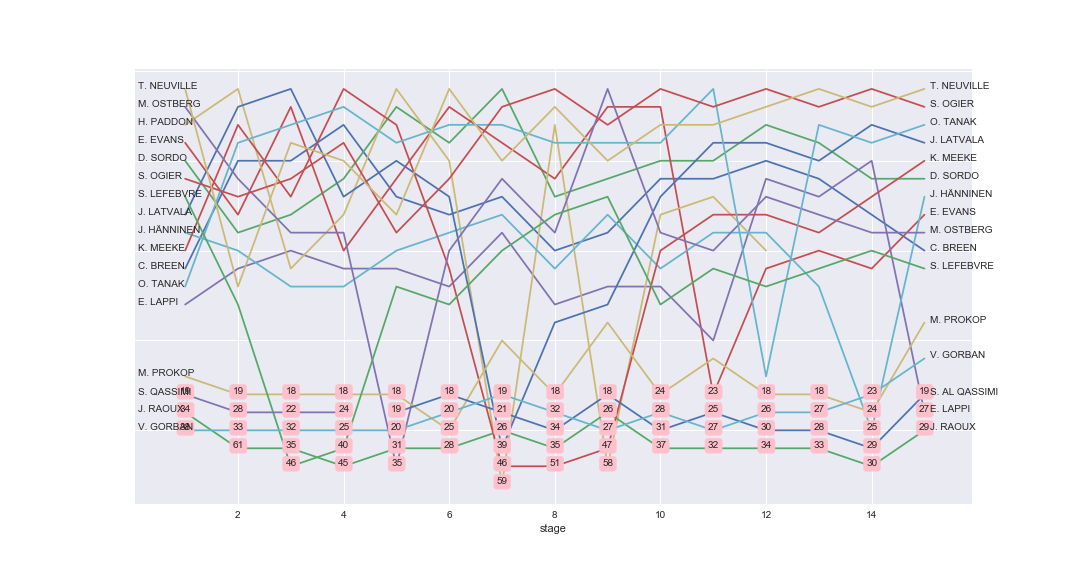 T. NEUVILLE T. NEUVILLE
M. OSTBERG S. OGIER
H. PADDON O. TANAK
E. EVANS J. LATVALA
D. SORDO K. MEEKE
S. OGIER D. SORDO
S. LEFEBVRE J. HÄNNINEN
J. LATVALA E. EVANS
J. HÄNNINEN M. OSTBERG
K. MEEKE C. BREEN
C. BREEN S. LEFEBVRE
O. TANAK
E. LAPPI
M. PROKOP
V. GORBAN
M. PROKOP
S. QASSIMI 19 18 18 18 18 19 18 18 24 23 18 18 23 19 S. AL QASSIMI
J. RAOUX 28 22 24 19 20 21 32 26 28 25 26 27 24 27 E. LAPPI
V. GORBAN 33 32 25 20 25 26 34 27 31 27 30 28 25 29 J. RAOUX
61 35 40 31 28 39 35 47 37 32 34 33 29
46 45 35 46 51 58 30
59
2 4 6 8 10 12 14
stage